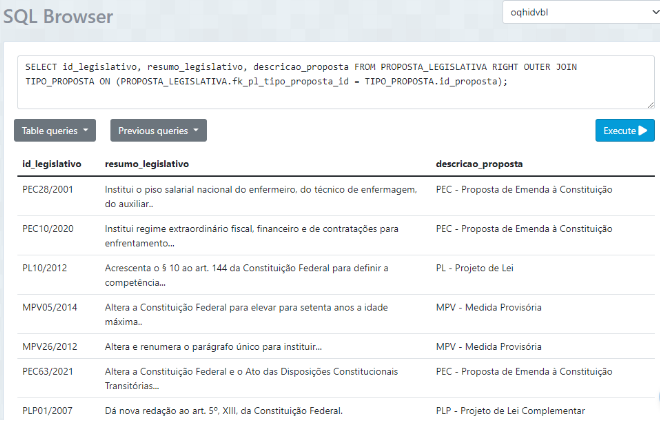 SQL Browser
oqhidvbl
SELECT id_legislativo, resumo_legislativo, descricao_proposta FROM PROPOSTA_LEGISLATIVA RIGHT OUTER JOIN
TIPO_PROPOSTA ON (PROPOSTA_LEGISLATIVA.fk_pl_tipo_proposta_id = TIPO_PROPOSTA.id_proposta);
Table queries Previous queries Execute
id_legislativo resumo_legislativo descricao_proposta
PEC28/2001 Institui o piso salarial nacional do enfermeiro, do técnico de enfermagem, PEC - Proposta de Emenda à Constituição
do auxiliar..
PEC10/2020 Institui regime extraordinário fiscal, financeiro e de contratações para PEC - Proposta de Emenda à Constituição
enfrentamento...
PL10/2012 Acrescenta o § 10 ao art. 144 da Constituição Federal para definir a PL - Projeto de Lei
competência...
MPV05/2014 Altera a Constituição Federal para elevar para setenta anos a idade MPV - Medida Provisória
máxima..
MPV26/2012 Altera e renumera o parágrafo único para instituir... MPV - Medida Provisória
PEC63/2021 Altera a Constituição Federal e o Ato das Disposições Constitucionais PEC - Proposta de Emenda à Constituição
Transitórias...
PLP01/2007 Dá nova redação ao art. 5º, XIII, da Constituição Federal. PLP - Projeto de Lei Complementar